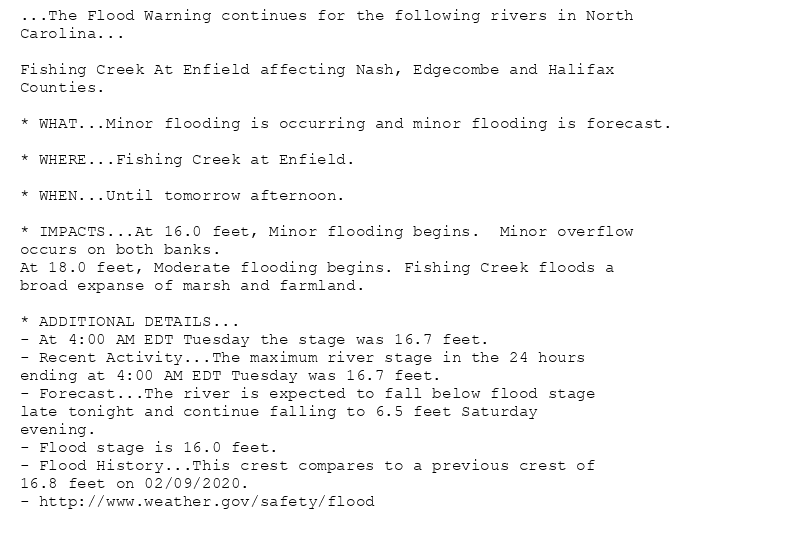 ...The Flood Warning continues for the following rivers in North
Carolina...
Fishing Creek At Enfield affecting Nash, Edgecombe and Halifax
Counties.
* WHAT...Minor flooding is occurring and minor flooding is forecast.
* WHERE...Fishing Creek at Enfield.
* WHEN...Until tomorrow afternoon.
* IMPACTS...At 16.0 feet, Minor flooding begins.  Minor overflow
occurs on both banks.
At 18.0 feet, Moderate flooding begins. Fishing Creek floods a
broad expanse of marsh and farmland.
* ADDITIONAL DETAILS...
- At 4:00 AM EDT Tuesday the stage was 16.7 feet.
- Recent Activity...The maximum river stage in the 24 hours
ending at 4:00 AM EDT Tuesday was 16.7 feet.
- Forecast...The river is expected to fall below flood stage
late tonight and continue falling to 6.5 feet Saturday
evening.
- Flood stage is 16.0 feet.
- Flood History...This crest compares to a previous crest of
16.8 feet on 02/09/2020.
- http://www.weather.gov/safety/flood